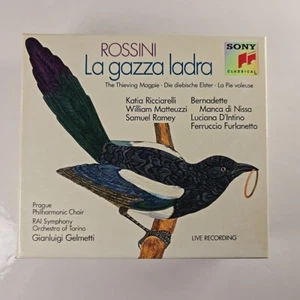 ROSSINI
La gazza ladra
The Thieving Magpie · Die diebische Elster · La Pie voleuse
SONY
CLASSICAL
Katia Ricciarelli
William Matteuzzi
Samuel Ramey
Bernadette
Manca di Nissa
Luciana D'Intino
Ferruccio Furlanetto
Prague
Philharmonic Choir
RAI Symphony
Orchestra of Torino
Gianluigi Gelmetti
LIVE RECORDING